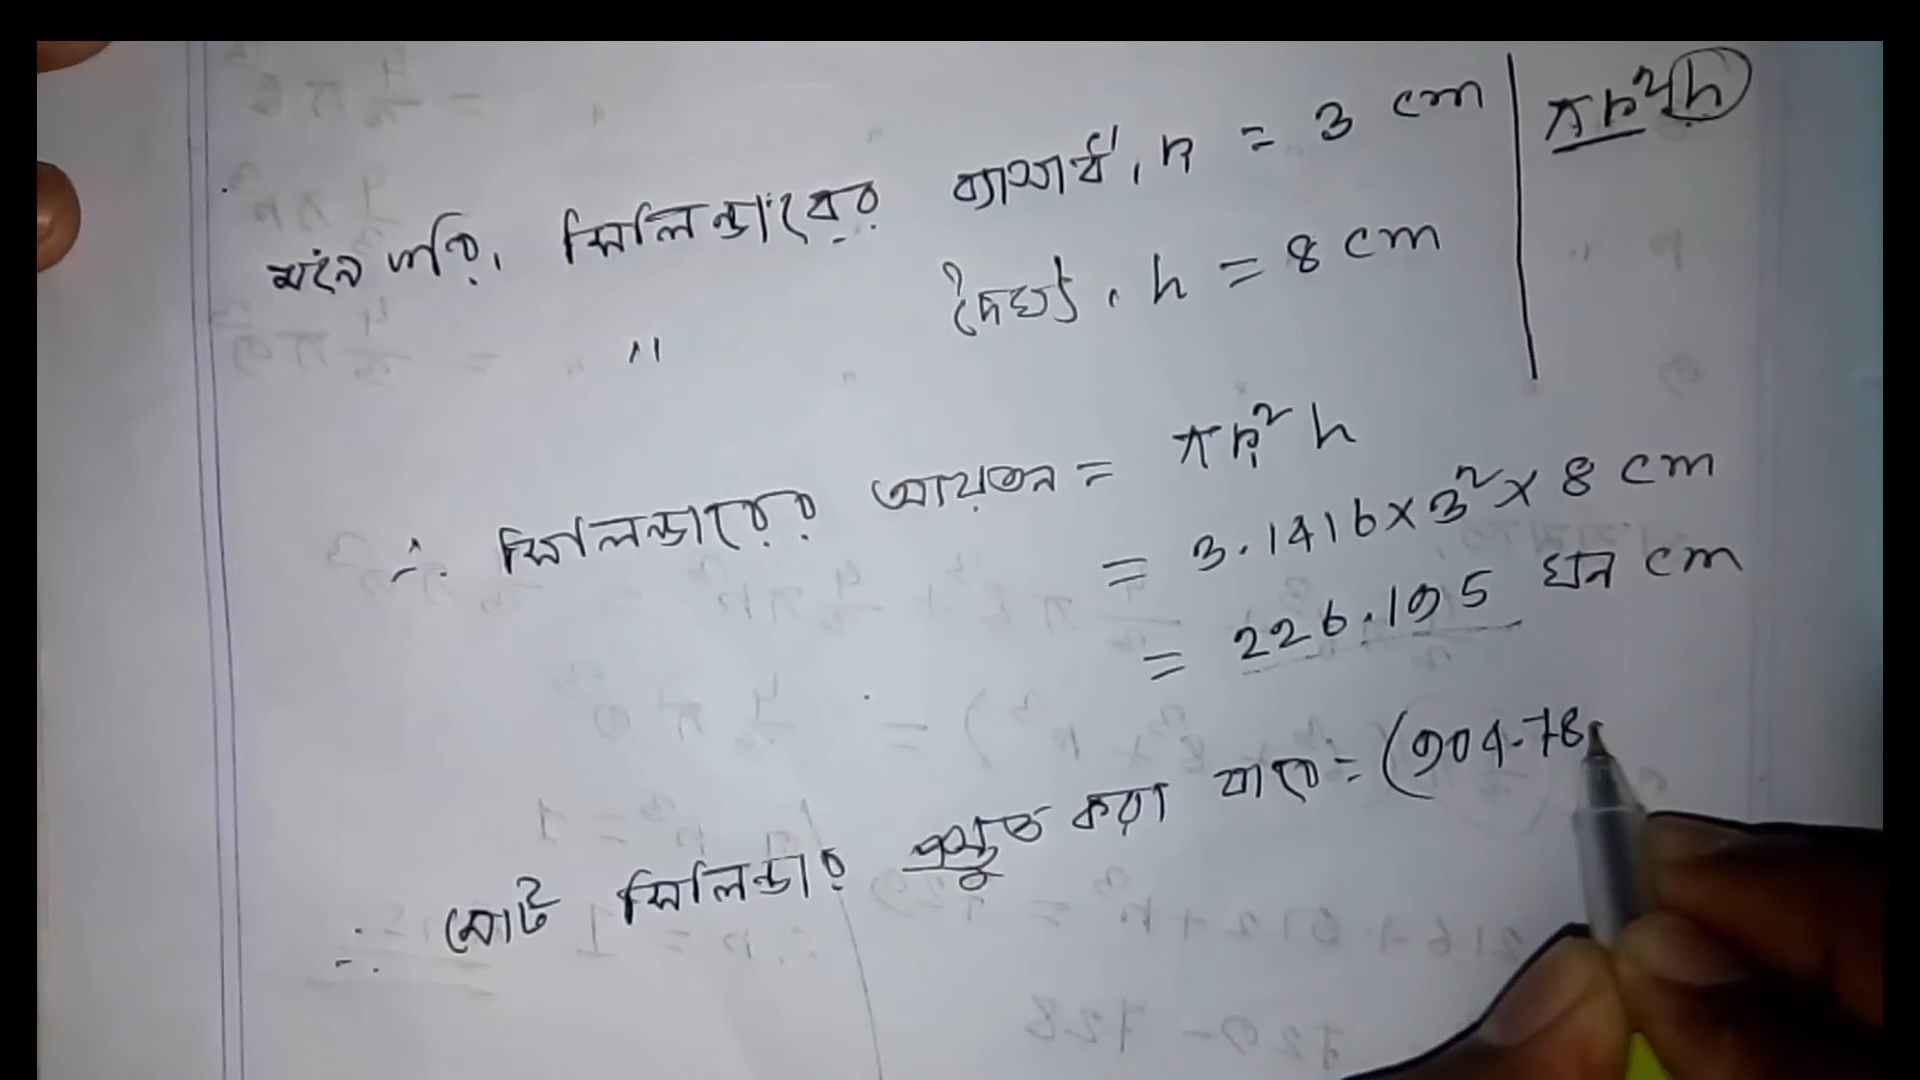 মনে করি, সিলিন্ডারের ব্যাসার্ধ, r = 3 cm
" দৈর্ঘ্য, h = 8 cm
πr²h
∴ সিলিন্ডারের আয়তন = πr²h
= 3.1416 × 3² × 8 cm
= 226.195 ঘন cm
∴ মোট সিলিন্ডার প্রস্তুত করা যাবে = (904.78